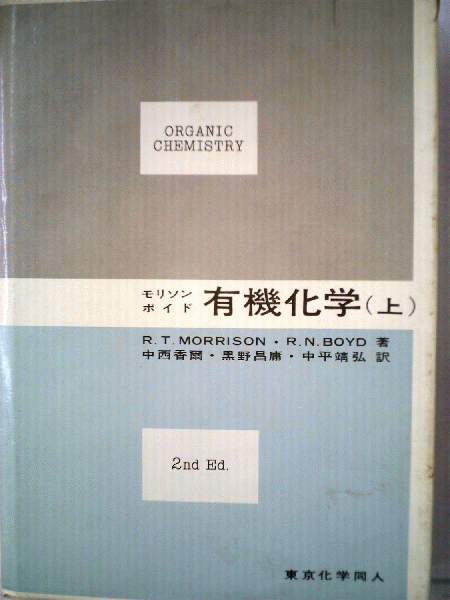 ORGANIC
CHEMISTRY
モリソン
ボイド 有機化学(上)
R.T.MORRISON・R.N.BOYD 著
中西香爾・黒野昌庸・中平靖弘 訳
2nd Ed.
東京化学同人